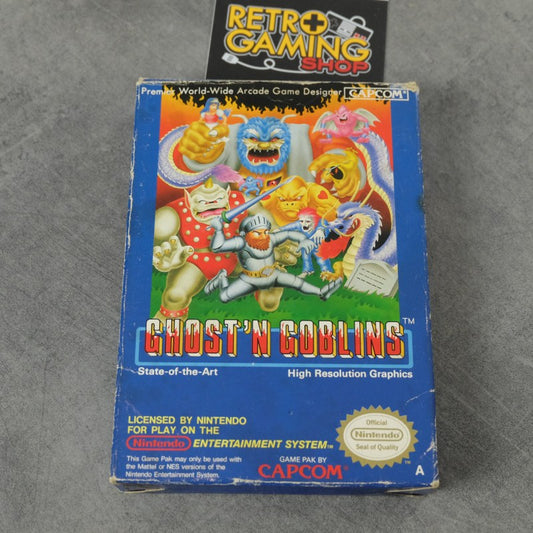 RETRO
GAMING
SHOP
Premier World-Wide Arcade Game Designer CAPCOM®
GHOST'N GOBLINS™
State-of-the-Art High Resolution Graphics
LICENSED BY NINTENDO
FOR PLAY ON THE
Nintendo ENTERTAINMENT SYSTEM™
This Game Pak may only be used with
the Mattel or NES versions of the
Nintendo Entertainment System.
GAME PAK BY
CAPCOM
Official
Nintendo
Seal of Quality
™ A